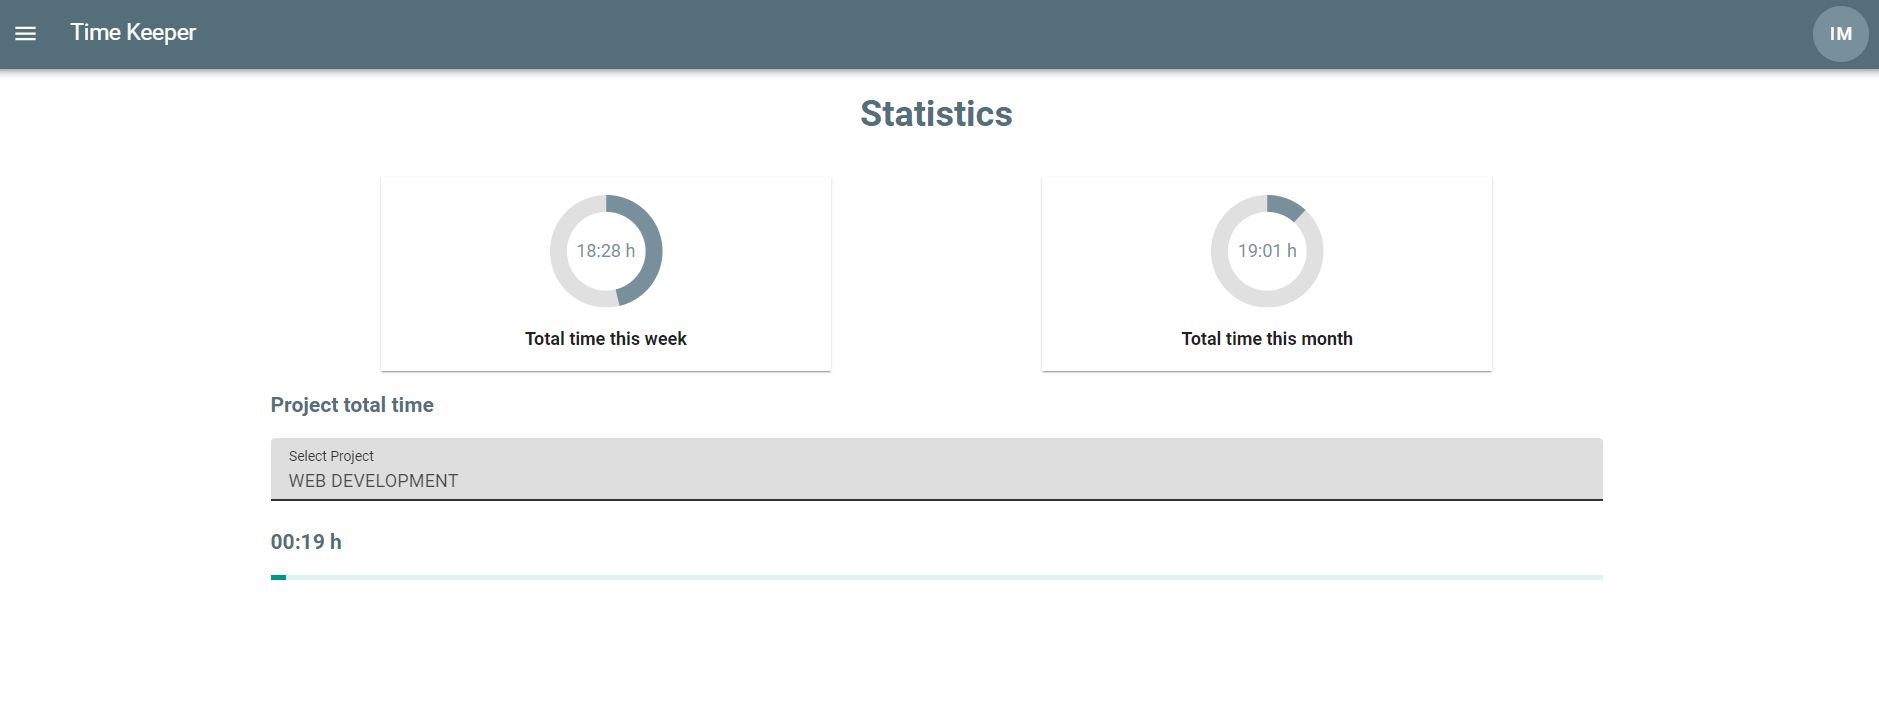 Time Keeper
IM
Statistics
18:28 h
Total time this week
19:01 h
Total time this month
Project total time
Select Project
WEB DEVELOPMENT
00:19 h